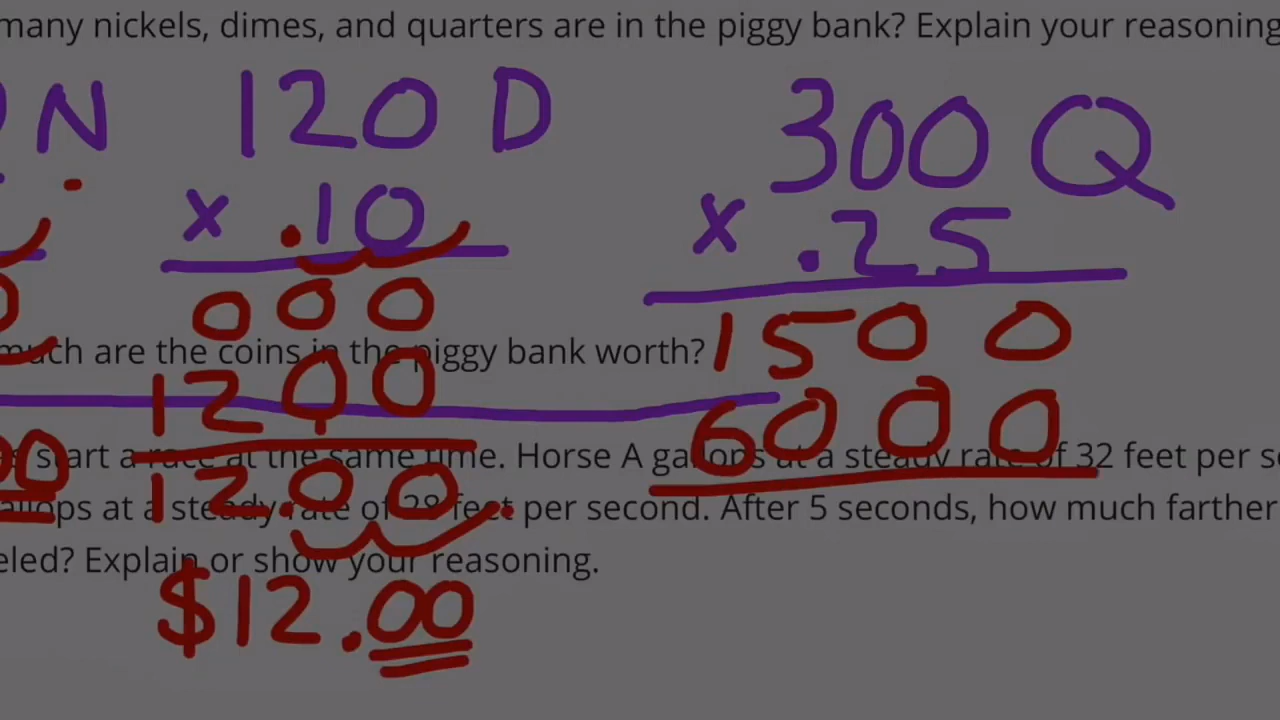 many nickels, dimes, and quarters are in the piggy bank? Explain your reasoning
N 120 D 300 Q
x .10 x .25
000 1500
much are the coins in the piggy bank worth?
1200 6000
start a race at the same time. Horse A gallops at a steady rate of 32 feet per s
00 12.00
allops at a steady rate of 28 feet per second. After 5 seconds, how much farther
eled? Explain or show your reasoning.
$12.00